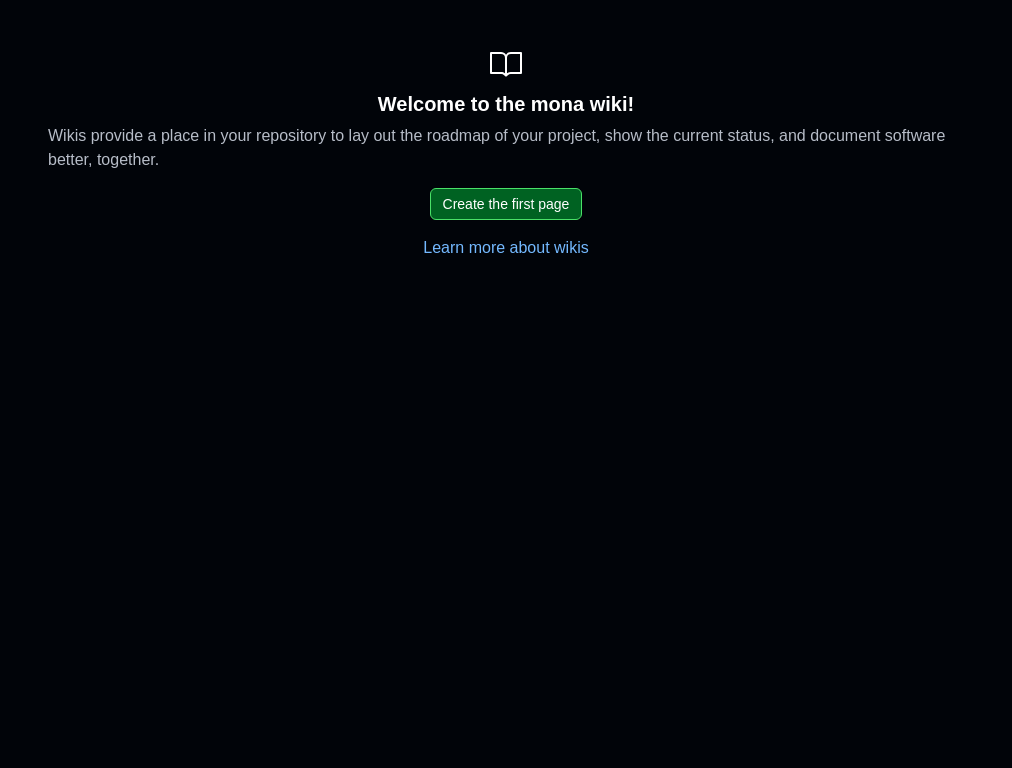 Welcome to the mona wiki!
Wikis provide a place in your repository to lay out the roadmap of your project, show the current status, and document software
better, together.
Create the first page
Learn more about wikis